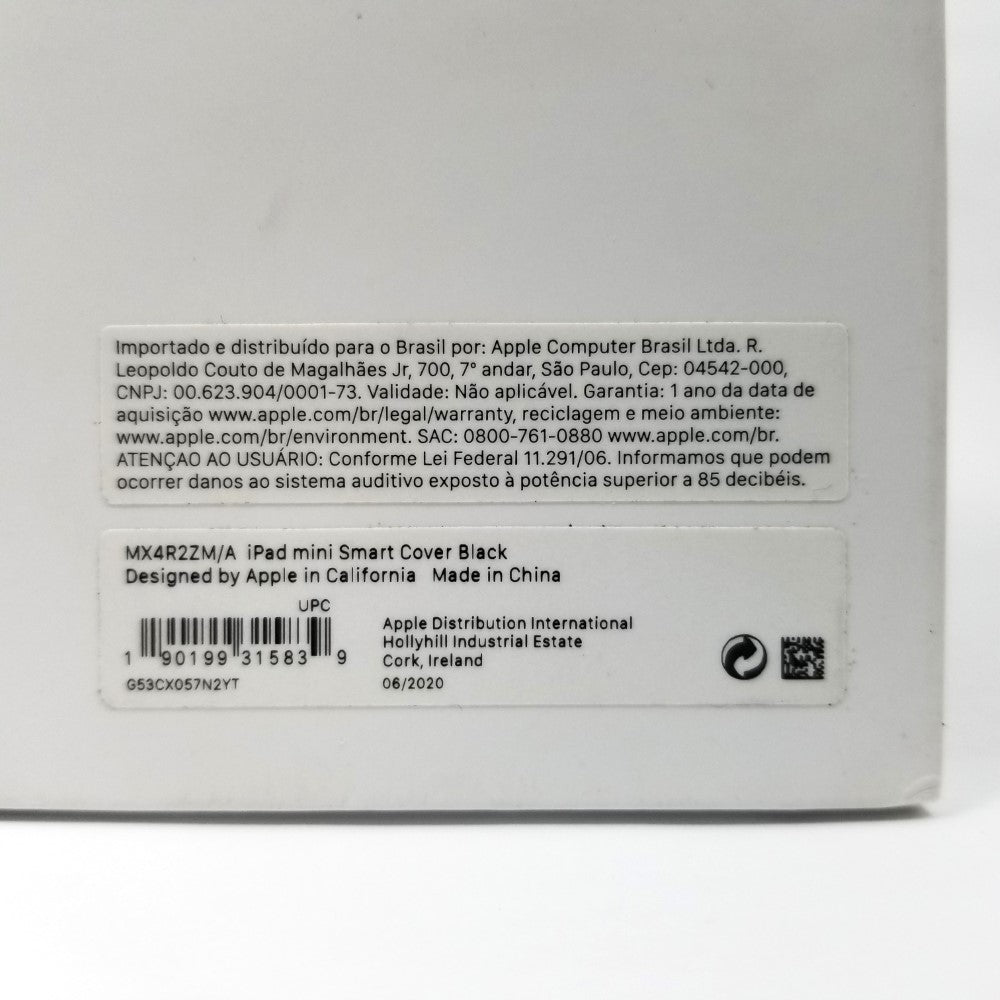 Importado e distribuído para o Brasil por: Apple Computer Brasil Ltda. R.
Leopoldo Couto de Magalhães Jr, 700, 7° andar, São Paulo, Cep: 04542-000,
CNPJ: 00.623.904/0001-73. Validade: Não aplicável. Garantia: 1 ano da data de
aquisição www.apple.com/br/legal/warranty, reciclagem e meio ambiente:
www.apple.com/br/environment. SAC: 0800-761-0880 www.apple.com/br.
ATENÇAO AO USUÁRIO: Conforme Lei Federal 11.291/06. Informamos que podem
ocorrer danos ao sistema auditivo exposto à potência superior a 85 decibéis.
MX4R2ZM/A iPad mini Smart Cover Black
Designed by Apple in California Made in China
UPC
1 90199 31583 9
G53CX057N2YT
Apple Distribution International
Hollyhill Industrial Estate
Cork, Ireland
06/2020